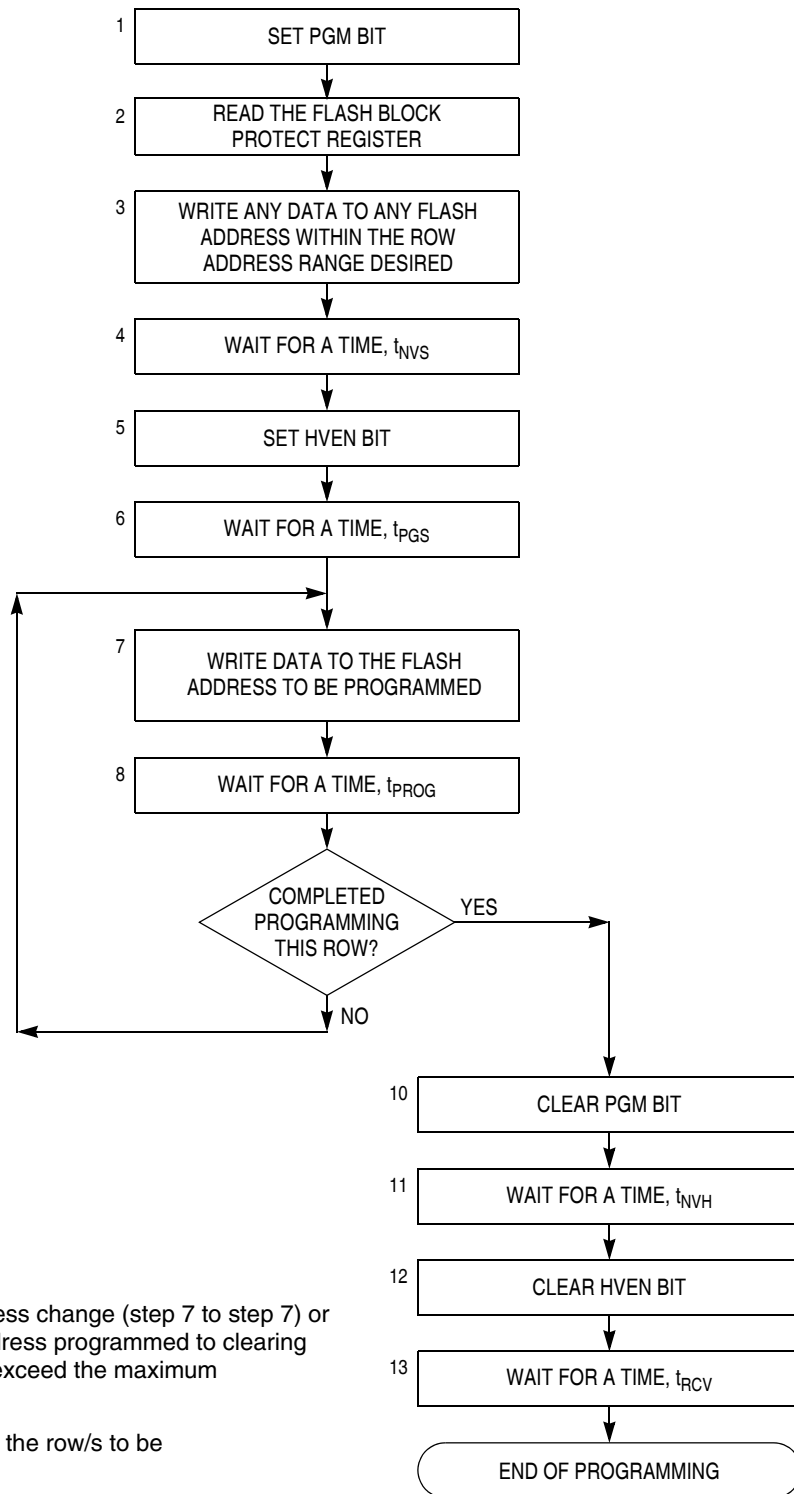 1
SET PGM BIT
2
READ THE FLASH BLOCK
PROTECT REGISTER
3
WRITE ANY DATA TO ANY FLASH
ADDRESS WITHIN THE ROW
ADDRESS RANGE DESIRED
4
WAIT FOR A TIME, tNVS
5
SET HVEN BIT
6
WAIT FOR A TIME, tPGS
7
WRITE DATA TO THE FLASH
ADDRESS TO BE PROGRAMMED
8
WAIT FOR A TIME, tPROG
COMPLETED
PROGRAMMING
THIS ROW?
YES
NO
10
CLEAR PGM BIT
11
WAIT FOR A TIME, tNVH
12
CLEAR HVEN BIT
13
WAIT FOR A TIME, tRCV
END OF PROGRAMMING
ess change (step 7 to step 7) or
dress programmed to clearing
exceed the maximum
the row/s to be